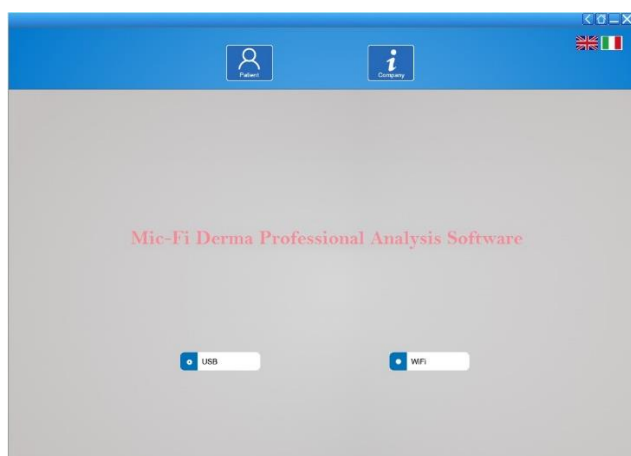 Patient
Company
Mic-Fi Derma Professional Analysis Software
USB
WiFi